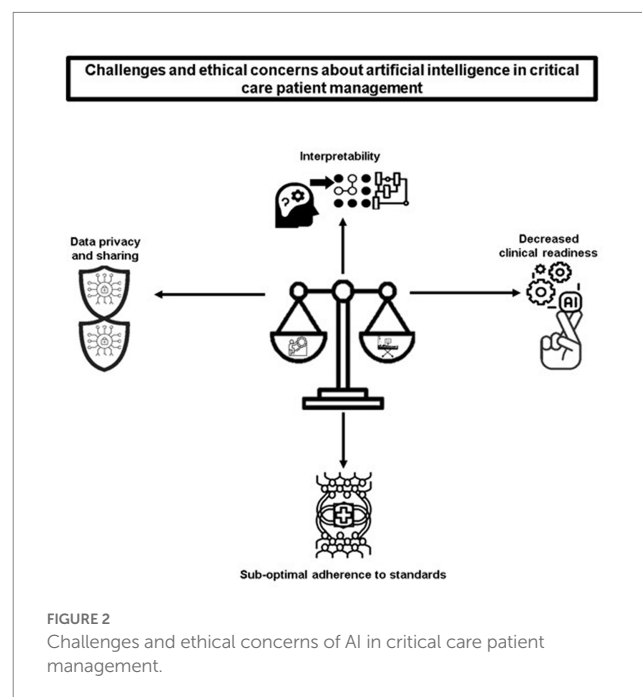 Challenges and ethical concerns about artificial intelligence in critical
care patient management
Interpretability
Data privacy
and sharing
Decreased
clinical readiness
AI
Sub-optimal adherence to standards
FIGURE 2
Challenges and ethical concerns of AI in critical care patient
management.